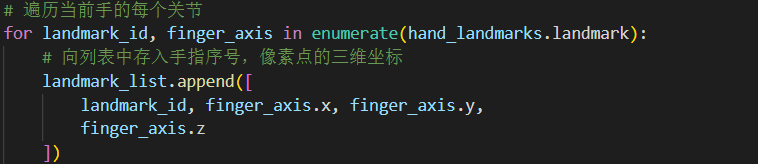 # 遍历当前手的每个关节
for landmark_id, finger_axis in enumerate(hand_landmarks.landmark):
# 向列表中存入手指序号，像素点的三维坐标
landmark_list.append([
landmark_id, finger_axis.x, finger_axis.y,
finger_axis.z
])